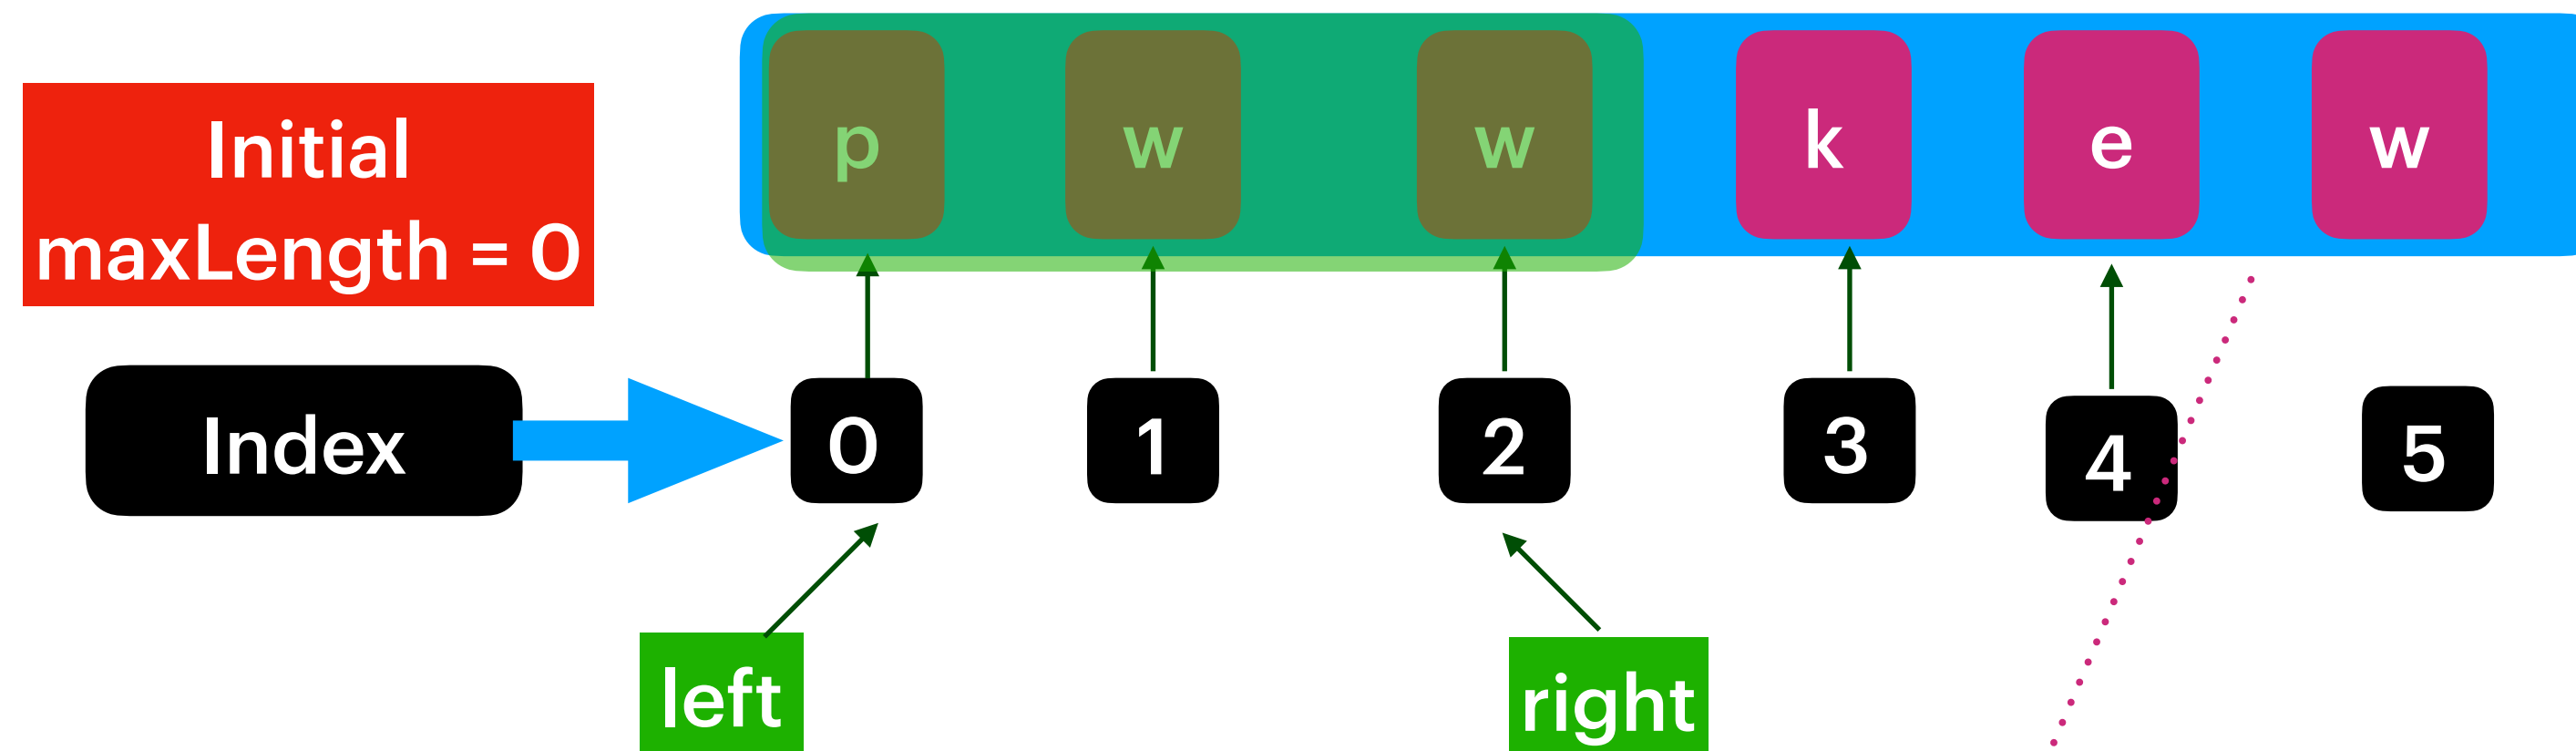 Initial
maxLength = 0
p w w k e w
Index
0 1 2 3 4 5
left
right